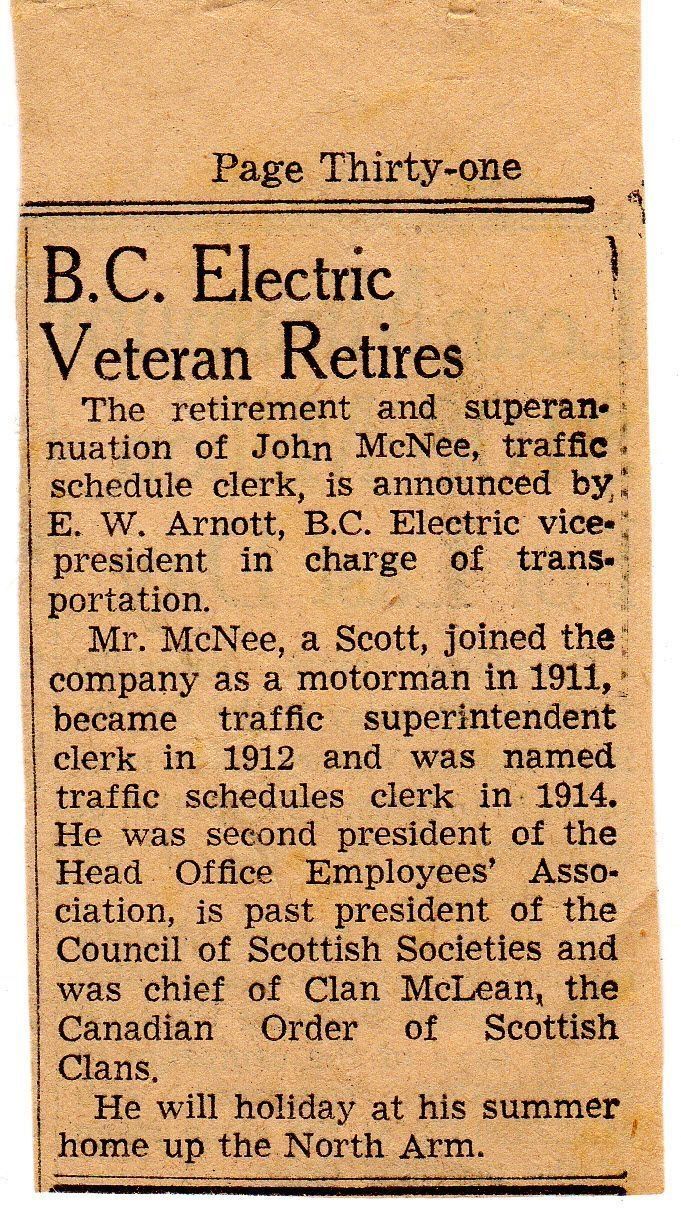 Page Thirty-one
B.C. Electric
Veteran Retires
The retirement and superan-
nuation of John McNee, traffic
schedule clerk, is announced by
E. W. Arnott, B.C. Electric vice-
president in charge of trans-
portation.
Mr. McNee, a Scott, joined the
company as a motorman in 1911,
became traffic superintendent
clerk in 1912 and was named
traffic schedules clerk in 1914.
He was second president of the
Head Office Employees' Asso-
ciation, is past president of the
Council of Scottish Societies and
was chief of Clan McLean, the
Canadian Order of Scottish
Clans.
He will holiday at his summer
home up the North Arm.